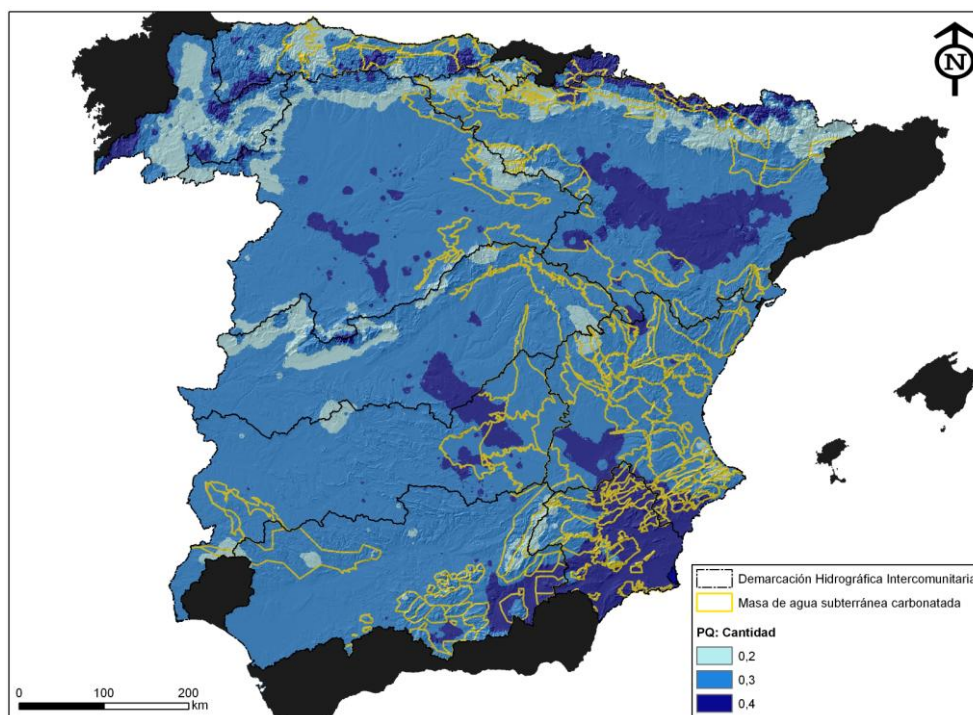 N
Demarcación Hidrográfica Intercomunitaria
Masa de agua subterránea carbonatada
PQ: Cantidad
0,2
0,3
0,4
0 100 200
km